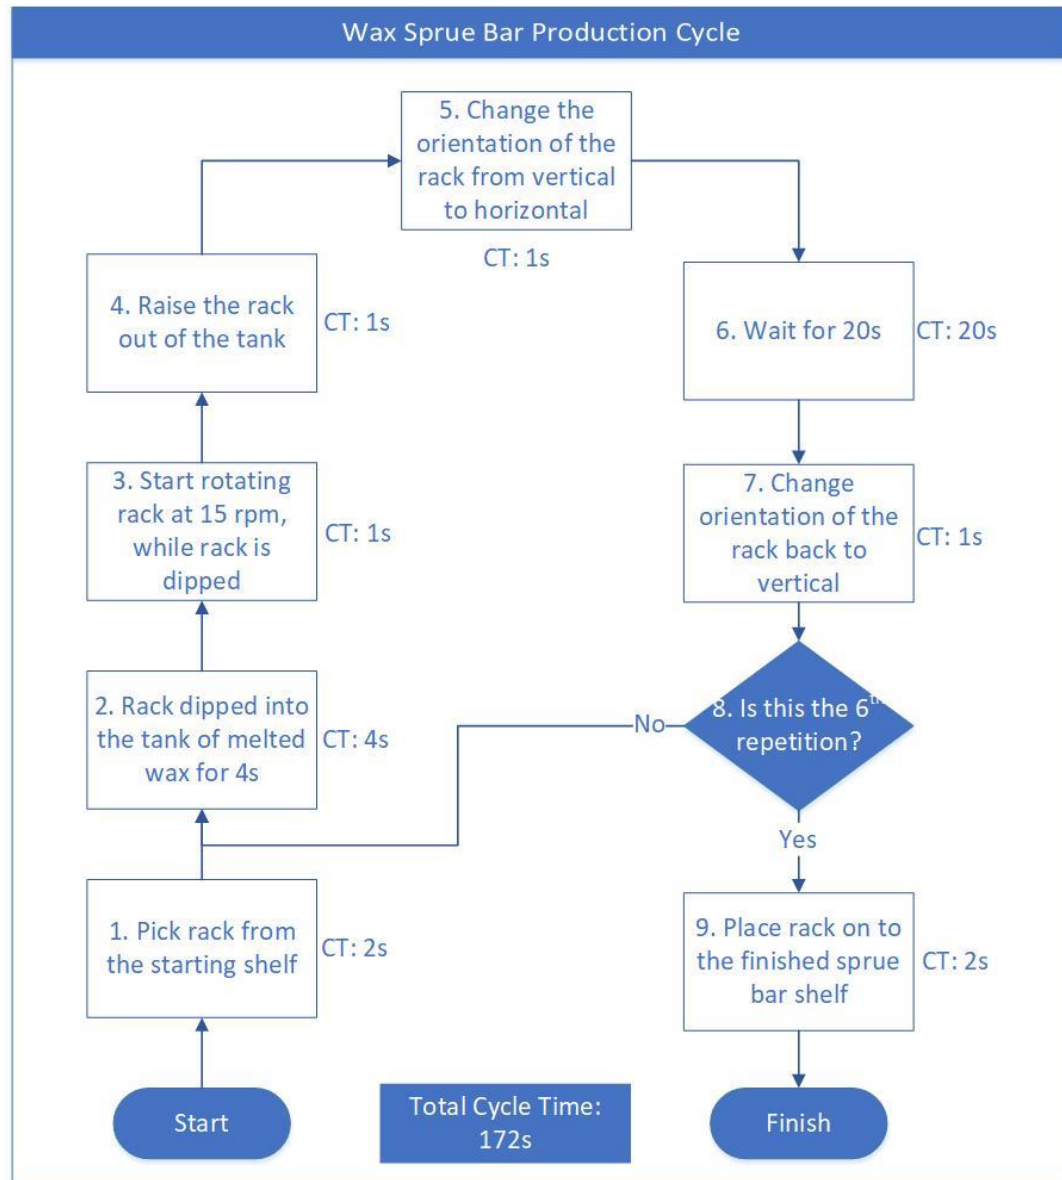 Wax Sprue Bar Production Cycle
5. Change the
orientation of the
rack from vertical
to horizontal
CT: 1s
4. Raise the rack
out of the tank
CT: 1s
6. Wait for 20s
CT: 20s
3. Start rotating
rack at 15 rpm,
while rack is
dipped
CT: 1s
7. Change
orientation of the
rack back to
vertical
CT: 1s
2. Rack dipped into
the tank of melted
wax for 4s
CT: 4s
No
8. Is this the 6th
repetition?
Yes
1. Pick rack from
the starting shelf
CT: 2s
9. Place rack on to
the finished sprue
bar shelf
CT: 2s
Start
Total Cycle Time:
172s
Finish